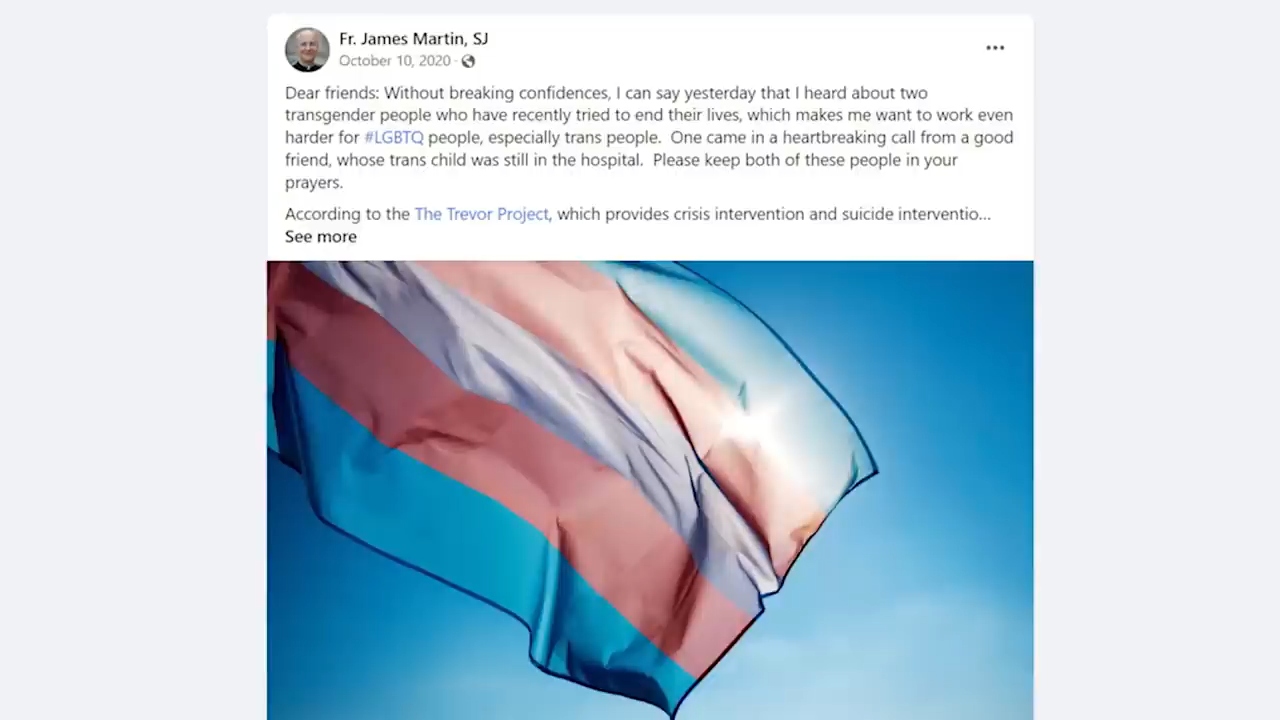 Fr. James Martin, SJ
October 10, 2020 ·
Dear friends: Without breaking confidences, I can say yesterday that I heard about two
transgender people who have recently tried to end their lives, which makes me want to work even
harder for #LGBTQ people, especially trans people.  One came in a heartbreaking call from a good
friend, whose trans child was still in the hospital.  Please keep both of these people in your
prayers.
According to the The Trevor Project, which provides crisis intervention and suicide interventio...
See more